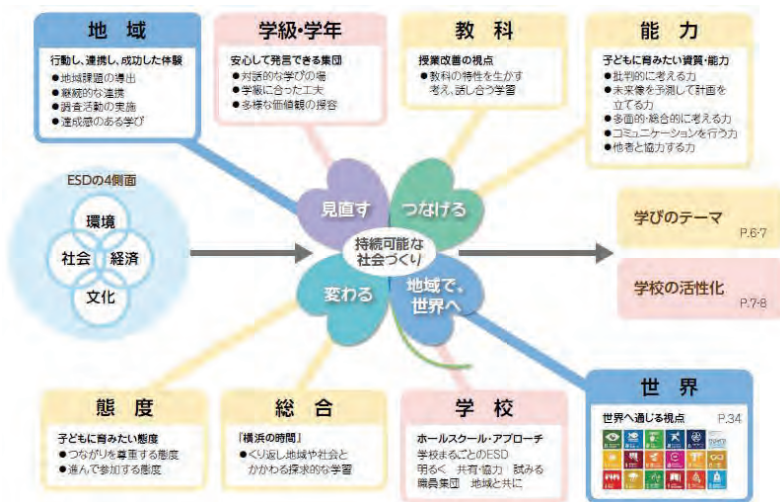 地域
行動し、連携し、成功した体験
●地域課題の導出
●継続的な連携
●調査活動の実施
●達成感のある学び
学級・学年
安心して発言できる集団
●対話的な学びの場
●学級に合った工夫
●多様な価値観の授容
教科
授業改善の視点
●教科の特性を生かす
考え、話し合う学習
能力
子どもに育みたい資質・能力
●批判的に考える力
●未来像を予測して計画を
立てる力
●多面的・総合的に考える力
●コミュニケーションを行う力
●他者と協力する力
ESDの4側面
環境
社会
経済
文化
見直す
つなげる
持続可能な
社会づくり
変わる
地域で、
世界へ
学びのテーマ
P.6-7
学校の活性化
P.7-8
態度
子どもに育みたい態度
●つながりを尊重する態度
●進んで参加する態度
総合
「横浜の時間」
●くり返し地域や社会と
かかわる探求的な学習
学校
ホールスクール・アプローチ
学校まるごとのESD
明るく 共有・協力 試みる
職員集団 地域と共に
世界
世界へ通じる視点
P.34